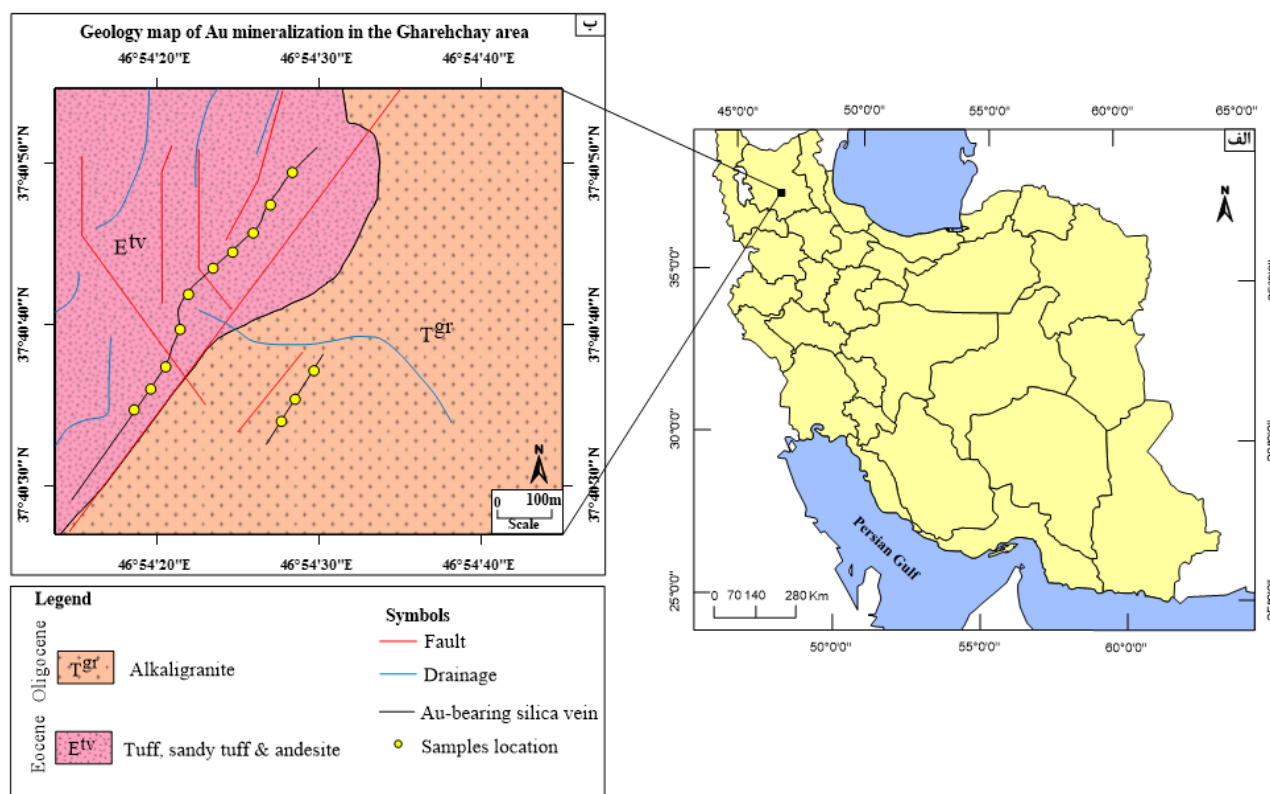 ب
Geology map of Au mineralization in the Gharehchay area
46°54'20"E 46°54'30"E 46°54'40"E
37°40'50"N 37°40'50"N
E^tv
37°40'40"N 37°40'40"N
T^gr
37°40'30"N 37°40'30"N
N
0 100m
Scale
46°54'20"E 46°54'30"E 46°54'40"E
Legend
Oligocene
T^gr Alkaligranite
Eocene
E^tv Tuff, sandy tuff & andesite
Symbols
Fault
Drainage
Au-bearing silica vein
Samples location
45°0'0" 50°0'0" 55°0'0" 60°0'0" 65°0'0"
الف
N
35°0'0"
30°0'0"
25°0'0"
Persian Gulf
0 70 140 280 Km
50°0'0" 55°0'0" 60°0'0"